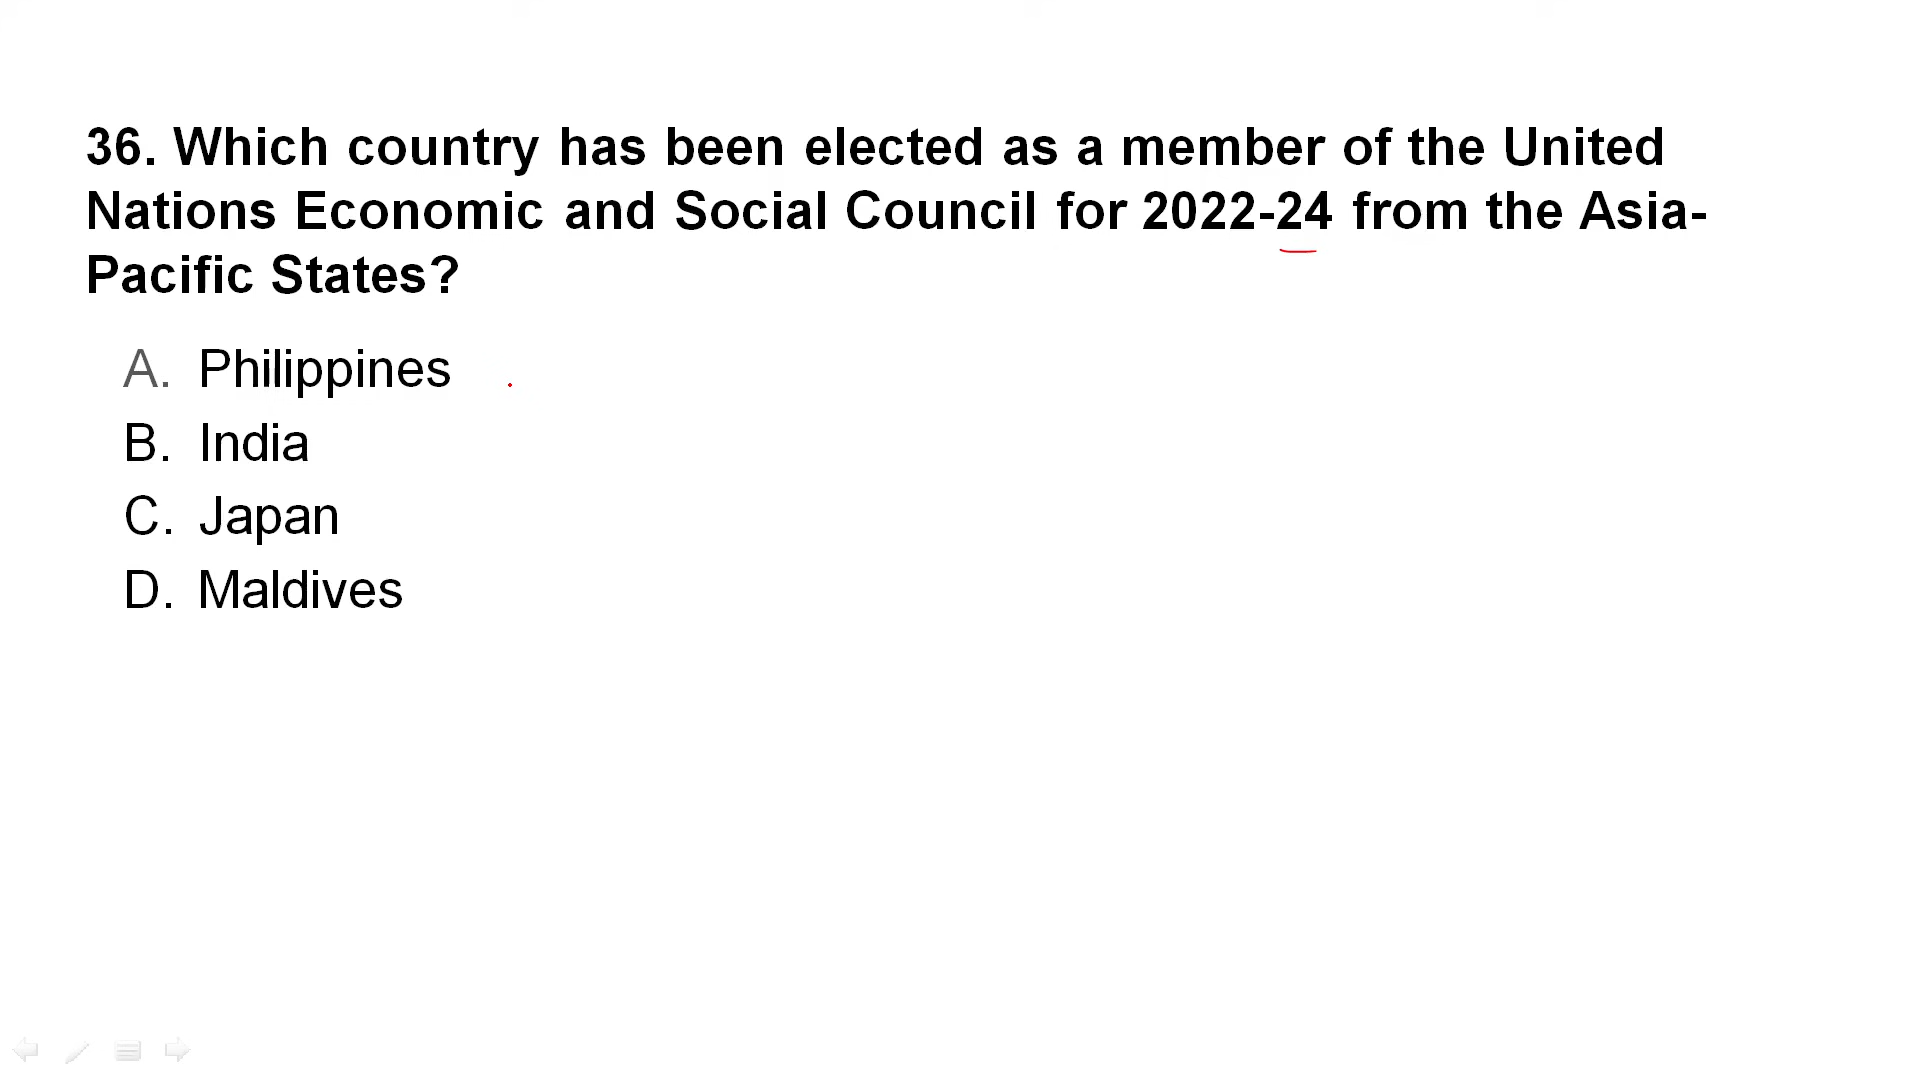 36. Which country has been elected as a member of the United
Nations Economic and Social Council for 2022-24 from the Asia-
Pacific States?
A. Philippines
B. India
C. Japan
D. Maldives